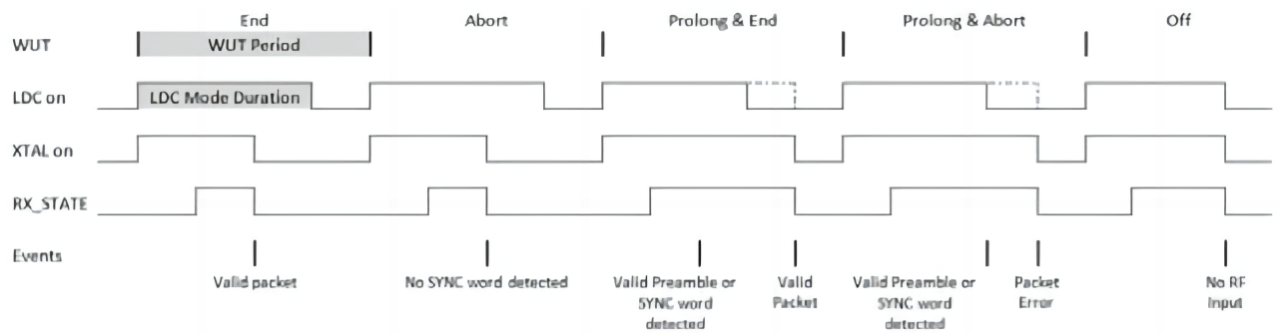 End Abort Prolong & End Prolong & Abort Off
WUT WUT Period
LDC on LDC Mode Duration
XTAL on
RX_STATE
Events
Valid packet No SYNC word detected Valid Preamble or Valid Valid Preamble or Packet No RF
SYNC word Packet SYNC word Error Input
detected detected